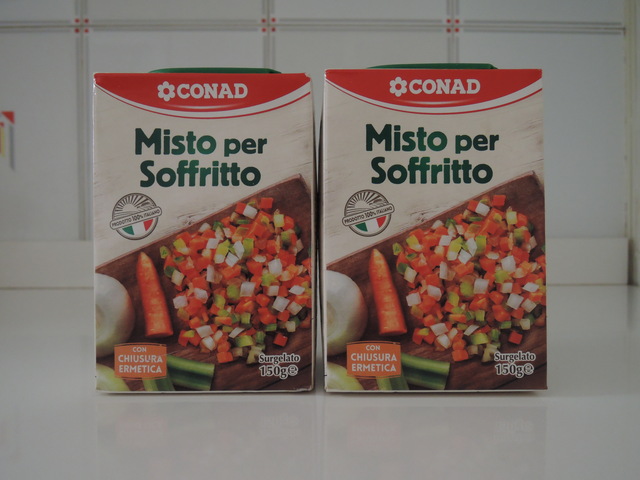 CONAD
Misto per
Soffritto
PRODOTTO 100% ITALIANO
CON
CHIUSURA
ERMETICA
Surgelato
150g℮
CONAD
Misto per
Soffritto
PRODOTTO 100% ITALIANO
CON
CHIUSURA
ERMETICA
Surgelato
150g℮